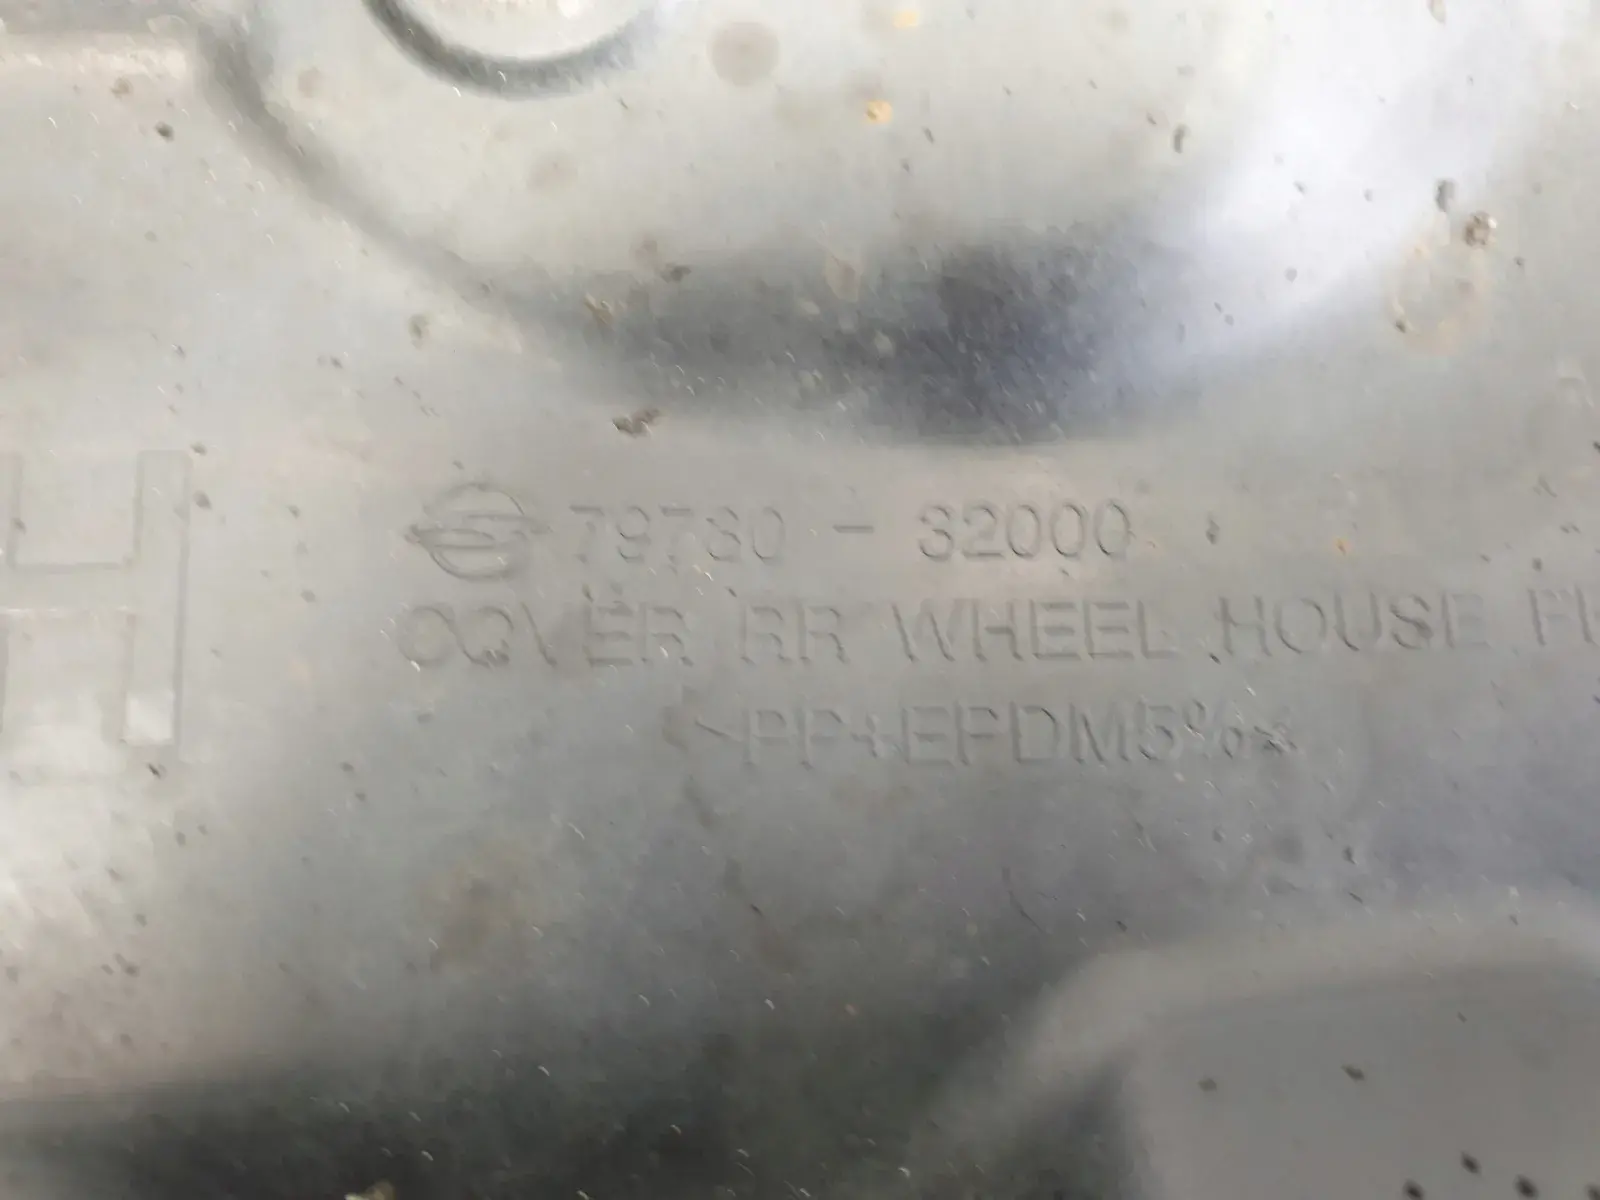 H 79730 - 32000
COVER RR WHEEL HOUSE
>PP+EPDM5%<